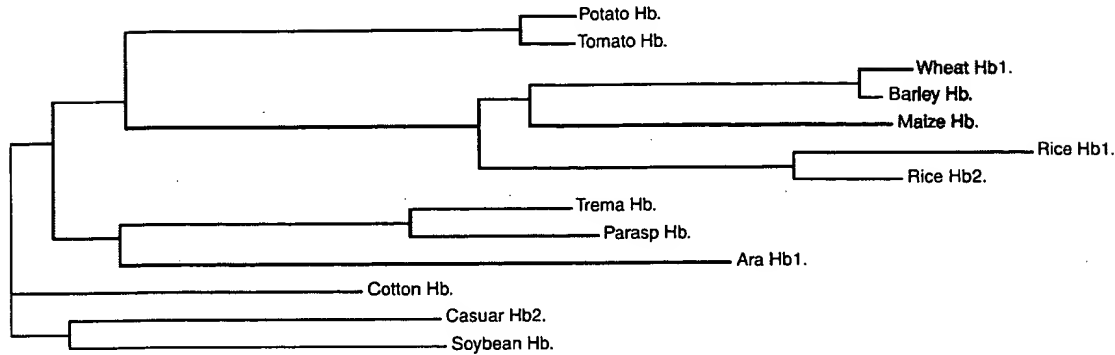 Potato Hb.
Tomato Hb.
Wheat Hb1.
Barley Hb.
Maize Hb.
Rice Hb1.
Rice Hb2.
Trema Hb.
Parasp Hb.
Ara Hb1.
Cotton Hb.
Casuar Hb2.
Soybean Hb.